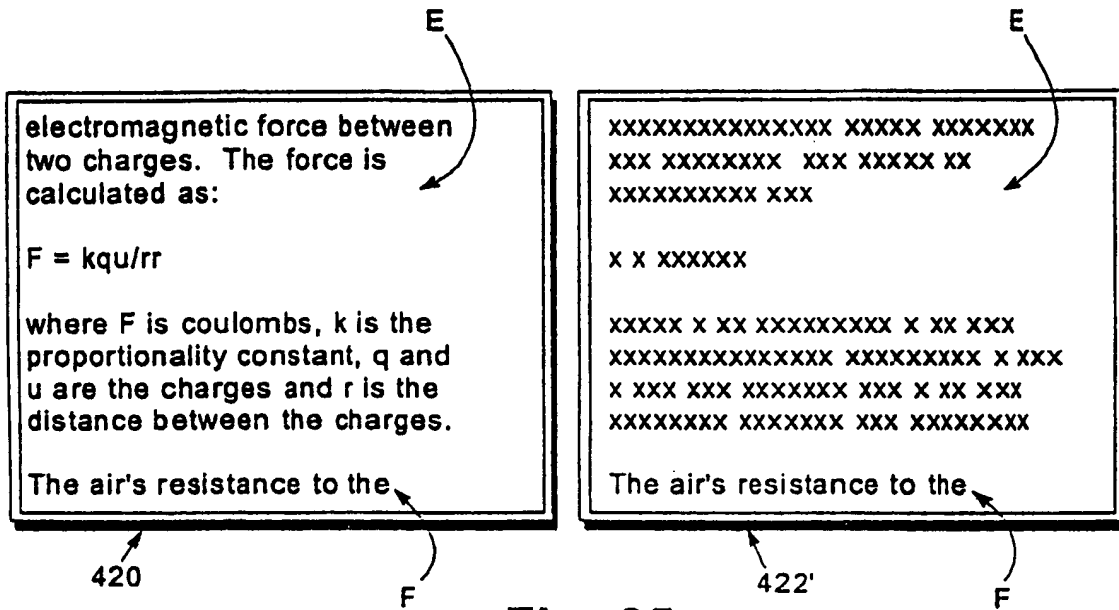 E
E
electromagnetic force between
two charges. The force is
calculated as:
F = kqu/rr
where F is coulombs, k is the
proportionality constant, q and
u are the charges and r is the
distance between the charges.
The air's resistance to the
420
F
xxxxxxxxxxxxxxx xxxxx xxxxxxx
xxx xxxxxxxx xxx xxxxx xx
xxxxxxxxxx xxx
x x xxxxxx
xxxxx x xx xxxxxxxxx x xx xxx
xxxxxxxxxxxxxxx xxxxxxxxx x xxx
x xxx xxx xxxxxxx xxx x xx xxx
xxxxxxxx xxxxxxx xxx xxxxxxxx
The air's resistance to the
422'
F